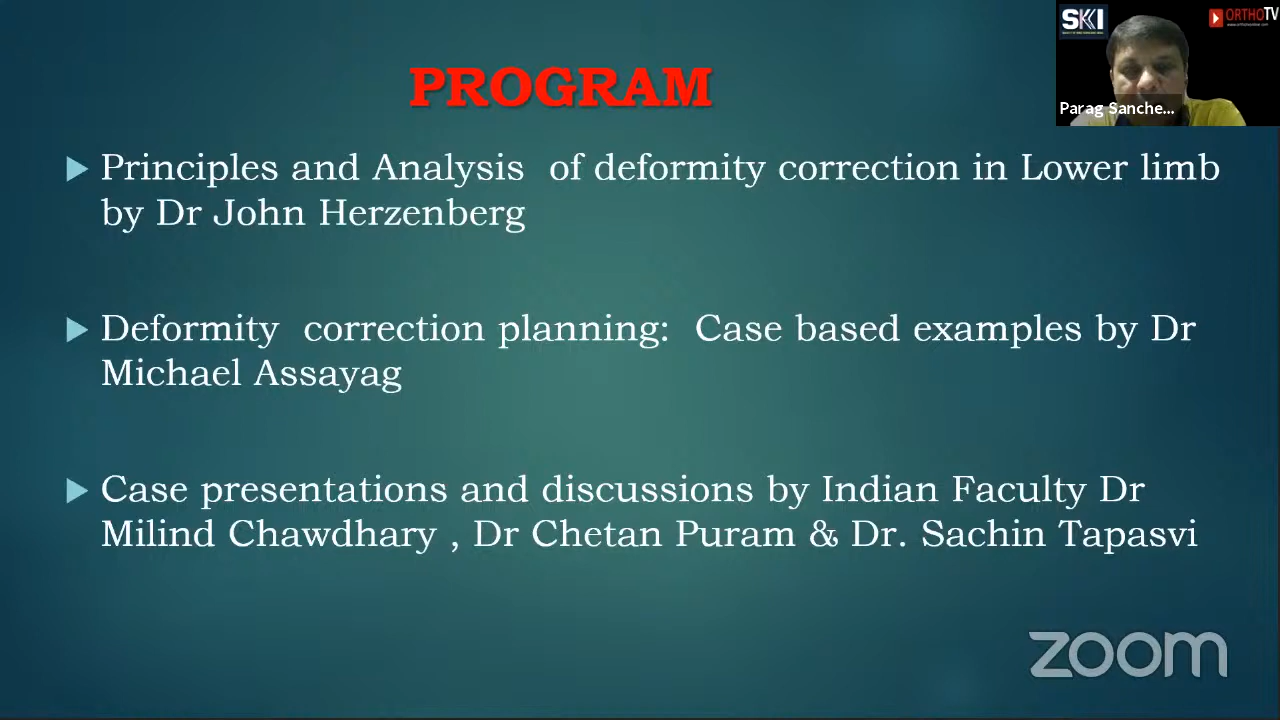 SKI
ORTHOTV
PROGRAM
Parag Sanche...
Principles and Analysis of deformity correction in Lower limb
by Dr John Herzenberg
Deformity correction planning: Case based examples by Dr
Michael Assayag
Case presentations and discussions by Indian Faculty Dr
Milind Chawdhary , Dr Chetan Puram & Dr. Sachin Tapasvi
zoom